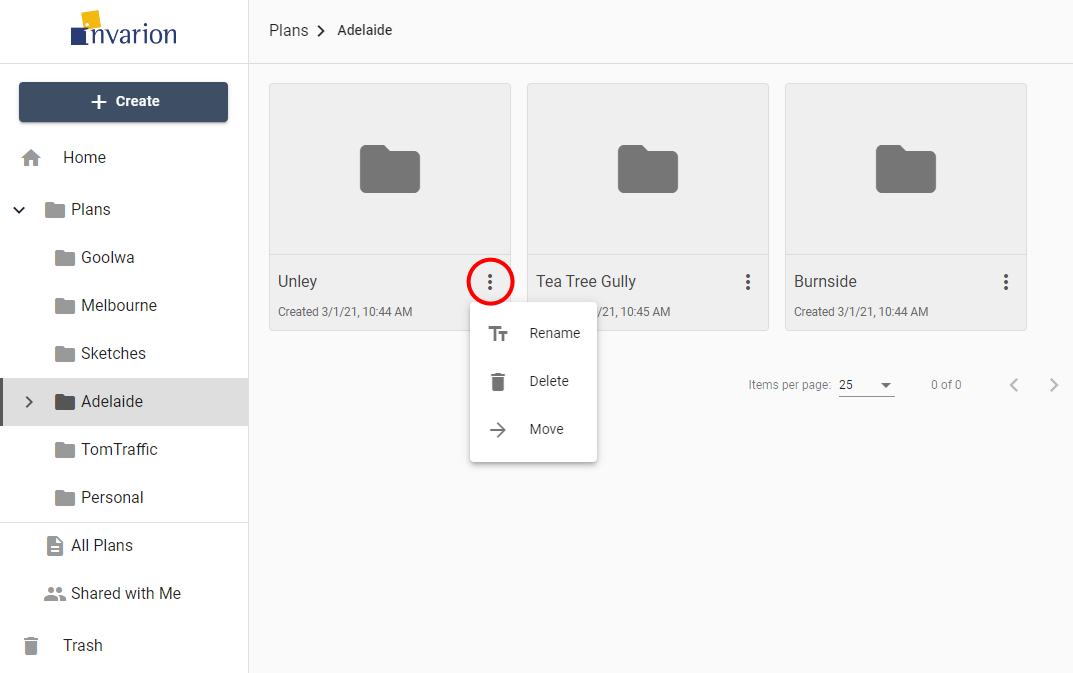 invarion
Plans
Adelaide
Create
Home
Plans
Goolwa
Melbourne
Sketches
Adelaide
TomTraffic
Personal
All Plans
Shared with Me
Trash
Unley
Created 3/1/21, 10:44 AM
Tea Tree Gully
/21, 10:45 AM
Burnside
Created 3/1/21, 10:44 AM
Rename
Delete
Move
Items per page: 25
0 of 0